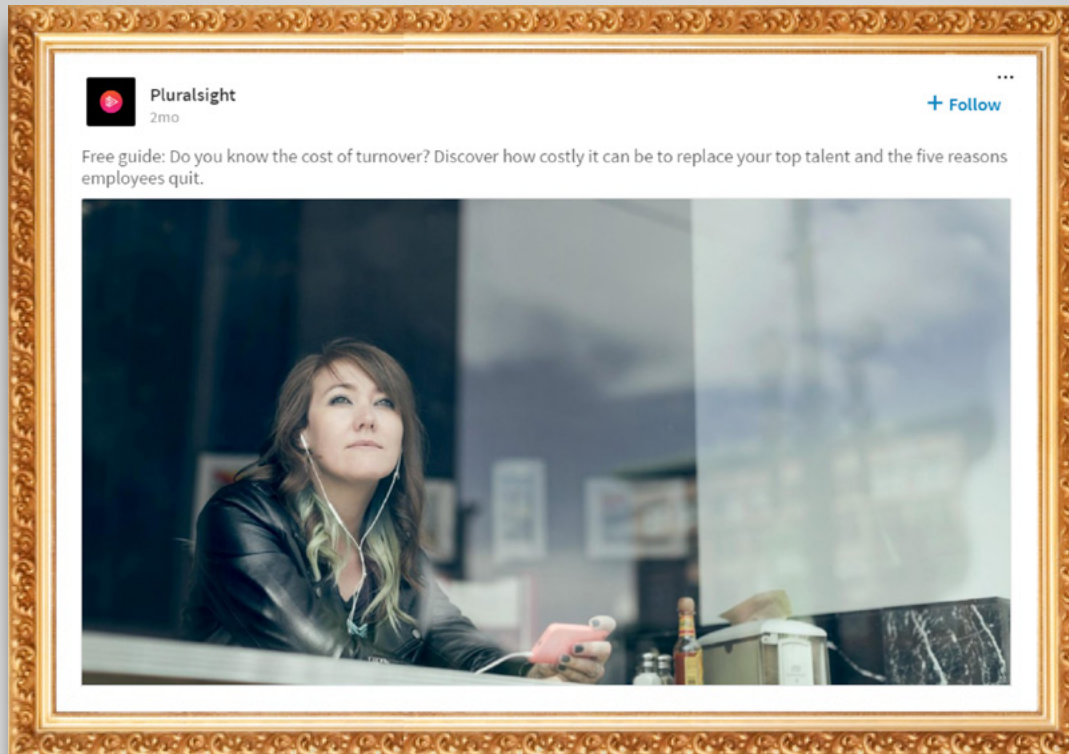 Pluralsight
2mo
+ Follow
Free guide: Do you know the cost of turnover? Discover how costly it can be to replace your top talent and the five reasons
employees quit.